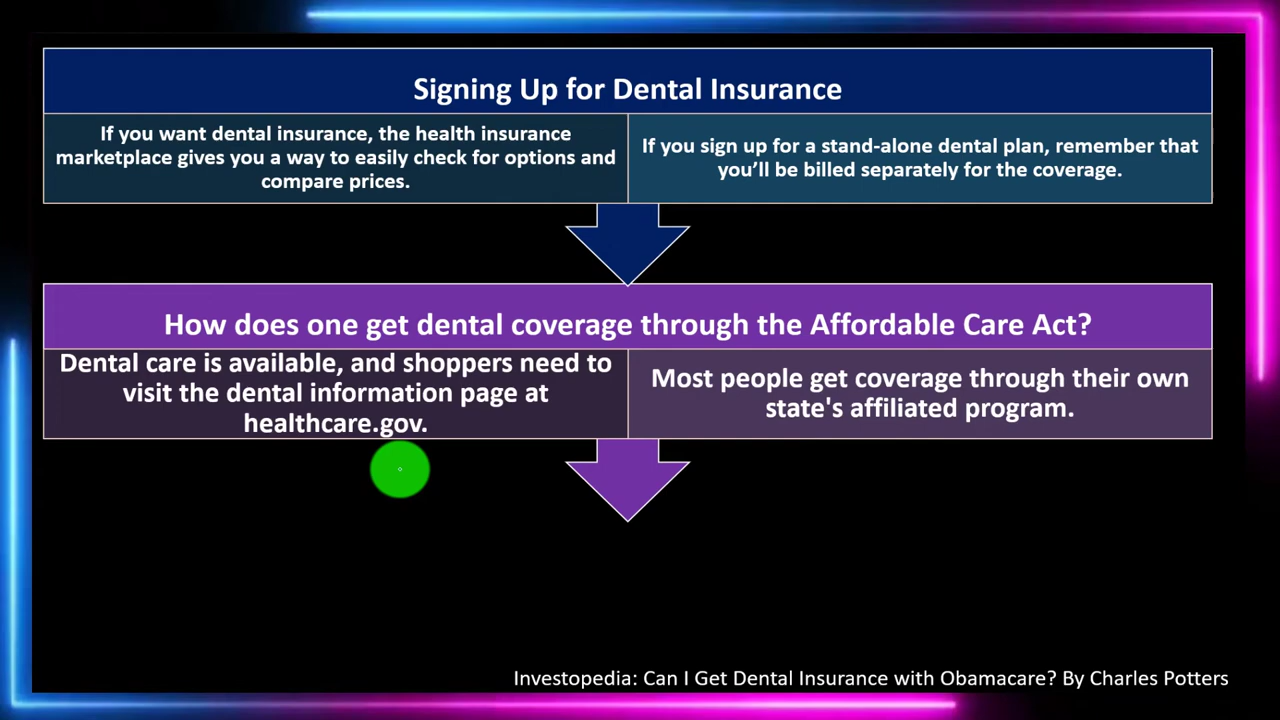 Signing Up for Dental Insurance
If you want dental insurance, the health insurance
marketplace gives you a way to easily check for options and
compare prices.
If you sign up for a stand-alone dental plan, remember that
you’ll be billed separately for the coverage.
How does one get dental coverage through the Affordable Care Act?
Dental care is available, and shoppers need to
visit the dental information page at
healthcare.gov.
Most people get coverage through their own
state's affiliated program.
Investopedia: Can I Get Dental Insurance with Obamacare? By Charles Potters